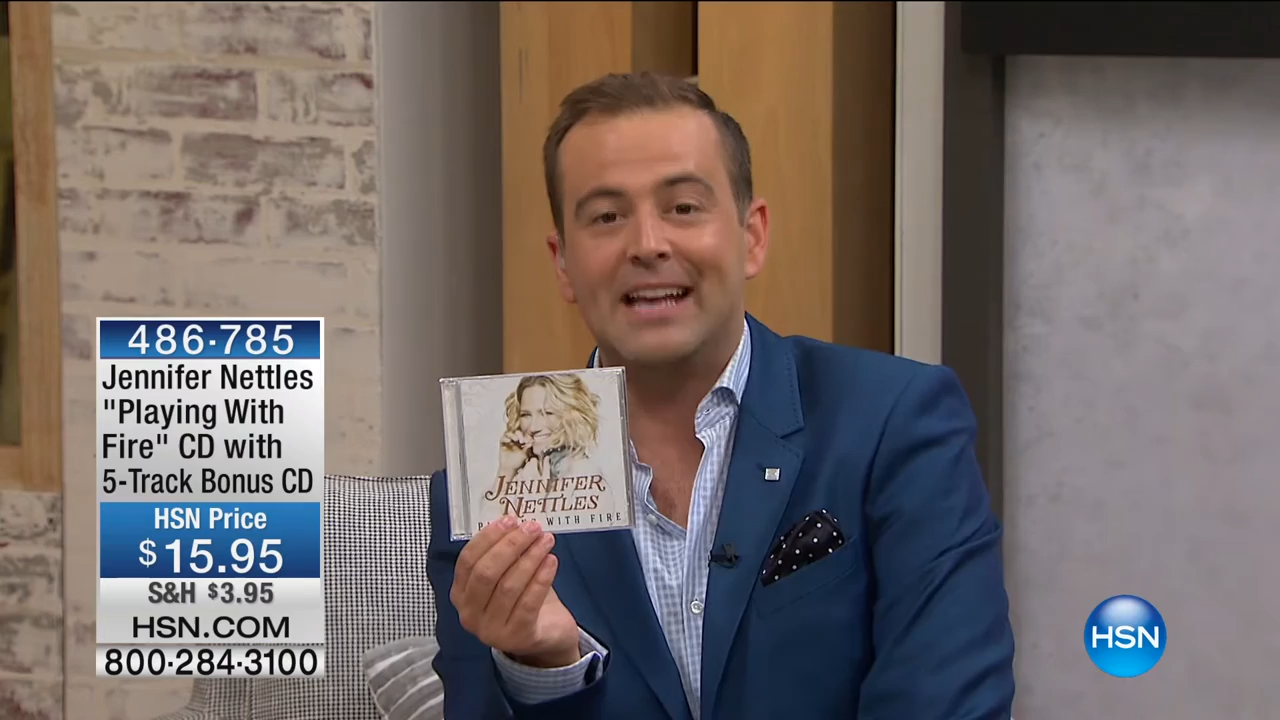 486-785
Jennifer Nettles
"Playing With
Fire" CD with
5-Track Bonus CD
HSN Price
$15.95
S&H $3.95
HSN.COM
800-284-3100
JENNIFER
NETTLES
WITH FIRE
HSN